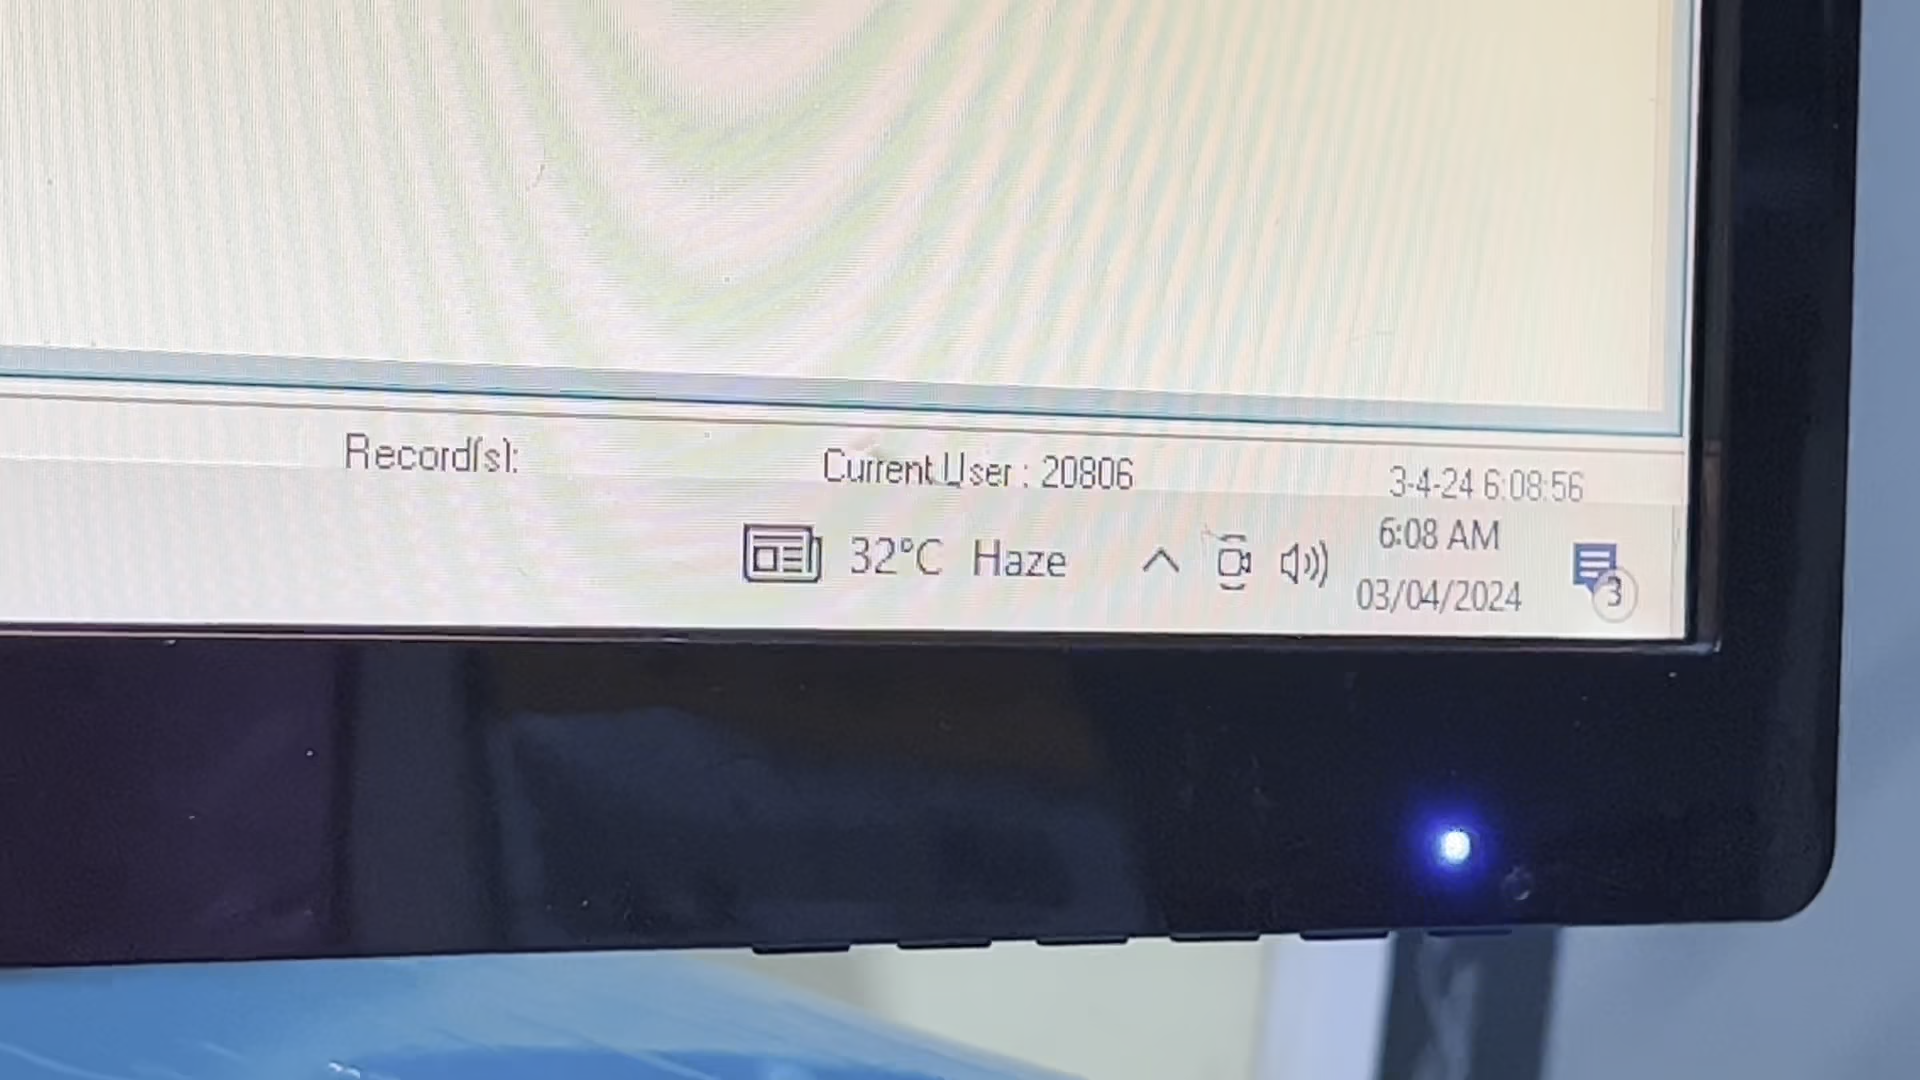 Record(s):
Current User : 20806
3-4-24 6:08:56
32°C Haze
6:08 AM
03/04/2024
3